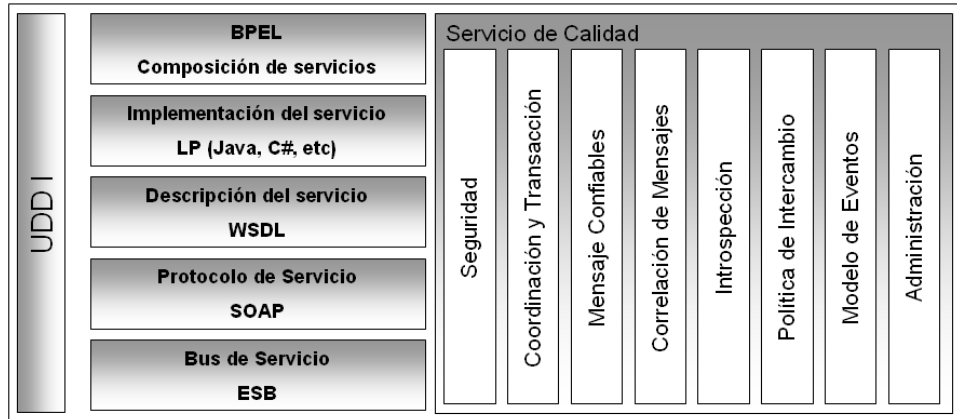 UDDI
BPEL
Composición de servicios
Implementación del servicio
LP (Java, C#, etc)
Descripción del servicio
WSDL
Protocolo de Servicio
SOAP
Bus de Servicio
ESB
Servicio de Calidad
Seguridad
Coordinación y Transacción
Mensaje Confiables
Correlación de Mensajes
Introspección
Política de Intercambio
Modelo de Eventos
Administración